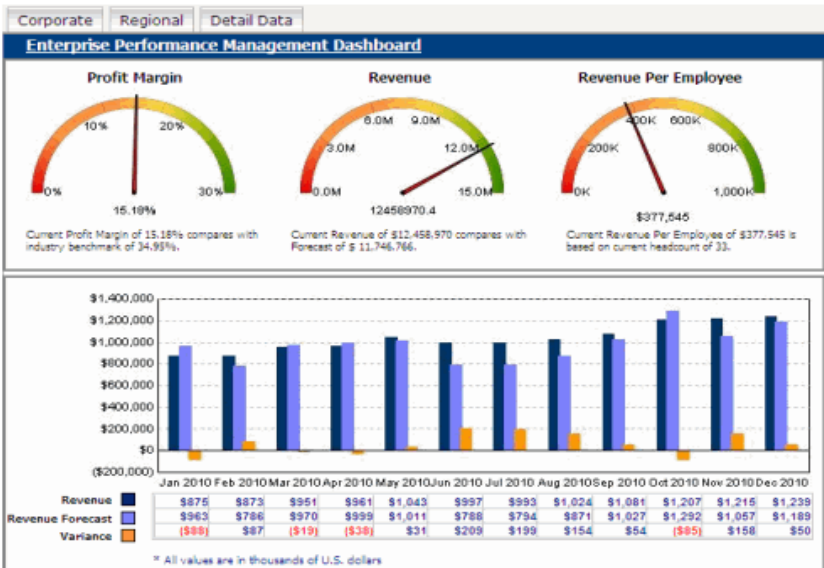 Corporate Regional Detail Data
Enterprise Performance Management Dashboard
Profit Margin
0%
10%
20%
30%
15.18%
Current Profit Margin of 15.18% compares with
industry benchmark of 34.95%.
Revenue
0.0M
3.0M
6.0M
9.0M
12.0M
15.0M
12458970.4
Current Revenue of $12,458,970 compares with
Forecast of $ 11.746.766.
Revenue Per Employee
0K
200K
400K
600K
800K
1,000K
$377,545
Current Revenue Per Employee of $377.545 is
based on current headcount of 33.
$1,400,000
$1,200,000
$1,000,000
$800,000
$600,000
$400,000
$200,000
$0
($200,000)
Jan 2010 Feb 2010 Mar 2010 Apr 2010 May 2010 Jun 2010 Jul 2010 Aug 2010 Sep 2010 Oct 2010 Nov 2010 Dec 2010
Revenue $875 $873 $951 $961 $1,043 $997 $993 $1,024 $1,081 $1,207 $1,215 $1,239
Revenue Forecast $963 $786 $970 $999 $1,011 $788 $794 $871 $1,027 $1,292 $1,057 $1,189
Variance ($88) $87 ($19) ($38) $31 $209 $199 $154 $54 ($85) $158 $50
* All values are in thousands of U.S. dollars